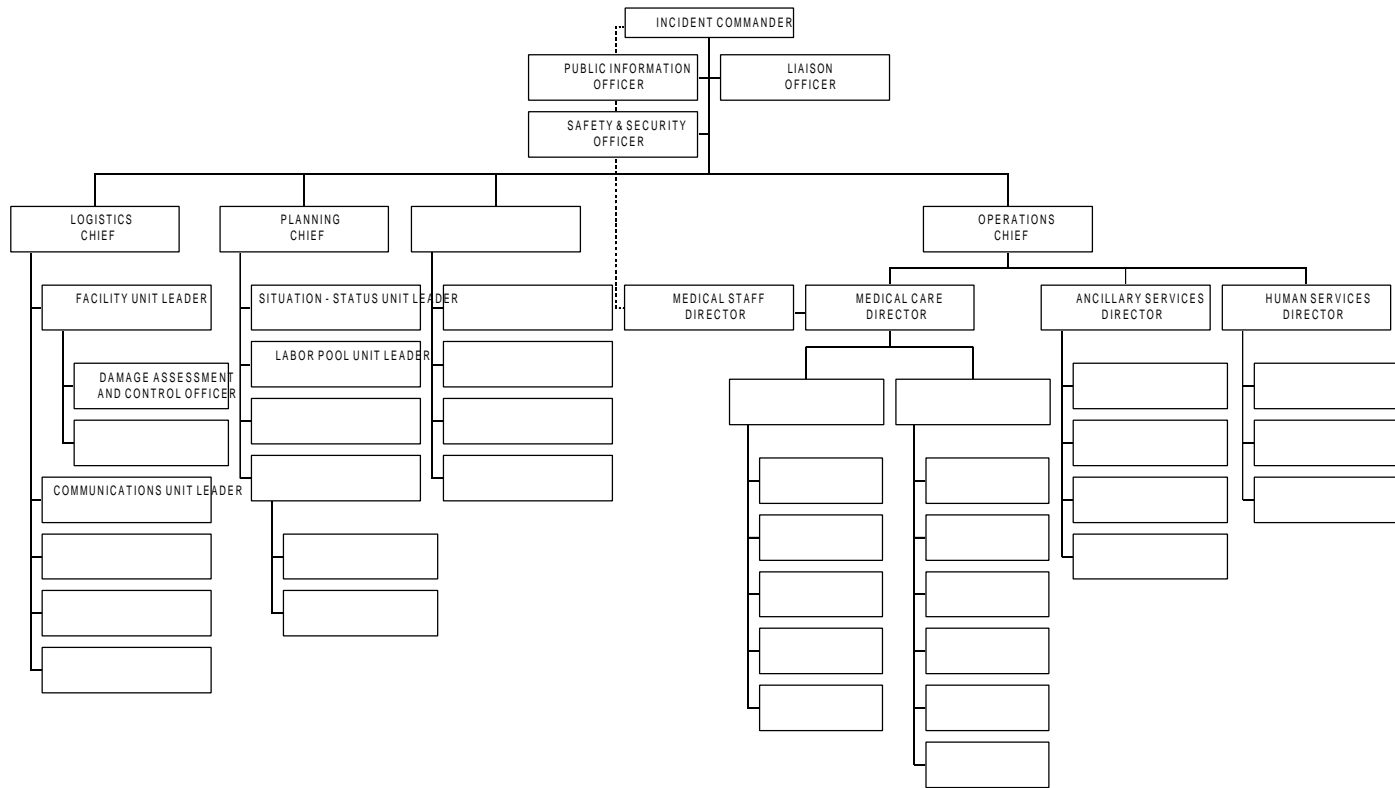 INCIDENT COMMANDER
PUBLIC INFORMATION
OFFICER
LIAISON
OFFICER
SAFETY & SECURITY
OFFICER
LOGISTICS
CHIEF
PLANNING
CHIEF
OPERATIONS
CHIEF
FACILITY UNIT LEADER
SITUATION - STATUS UNIT LEADER
MEDICAL STAFF
DIRECTOR
MEDICAL CARE
DIRECTOR
ANCILLARY SERVICES
DIRECTOR
HUMAN SERVICES
DIRECTOR
LABOR POOL UNIT LEADER
DAMAGE ASSESSMENT
AND CONTROL OFFICER
COMMUNICATIONS UNIT LEADER